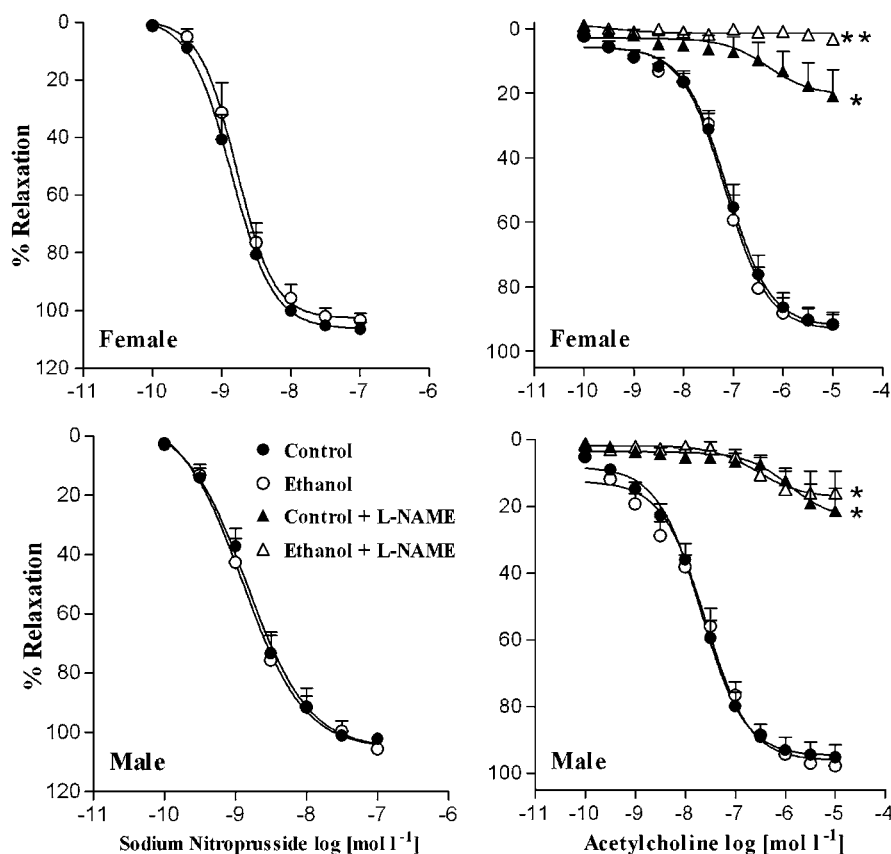 0
20
40
60
80
100
120
% Relaxation
Female
-11 -10 -9 -8 -7 -6
0
20
40
60
80
100
% Relaxation
Female
**
*
-11 -10 -9 -8 -7 -6 -5 -4
0
20
40
60
80
100
120
% Relaxation
Control
Ethanol
Control + L-NAME
Ethanol + L-NAME
Male
-11 -10 -9 -8 -7 -6
Sodium Nitroprusside log [mol l⁻¹]
0
20
40
60
80
100
*
*
Male
-11 -10 -9 -8 -7 -6 -5 -4
Acetylcholine log [mol l⁻¹]